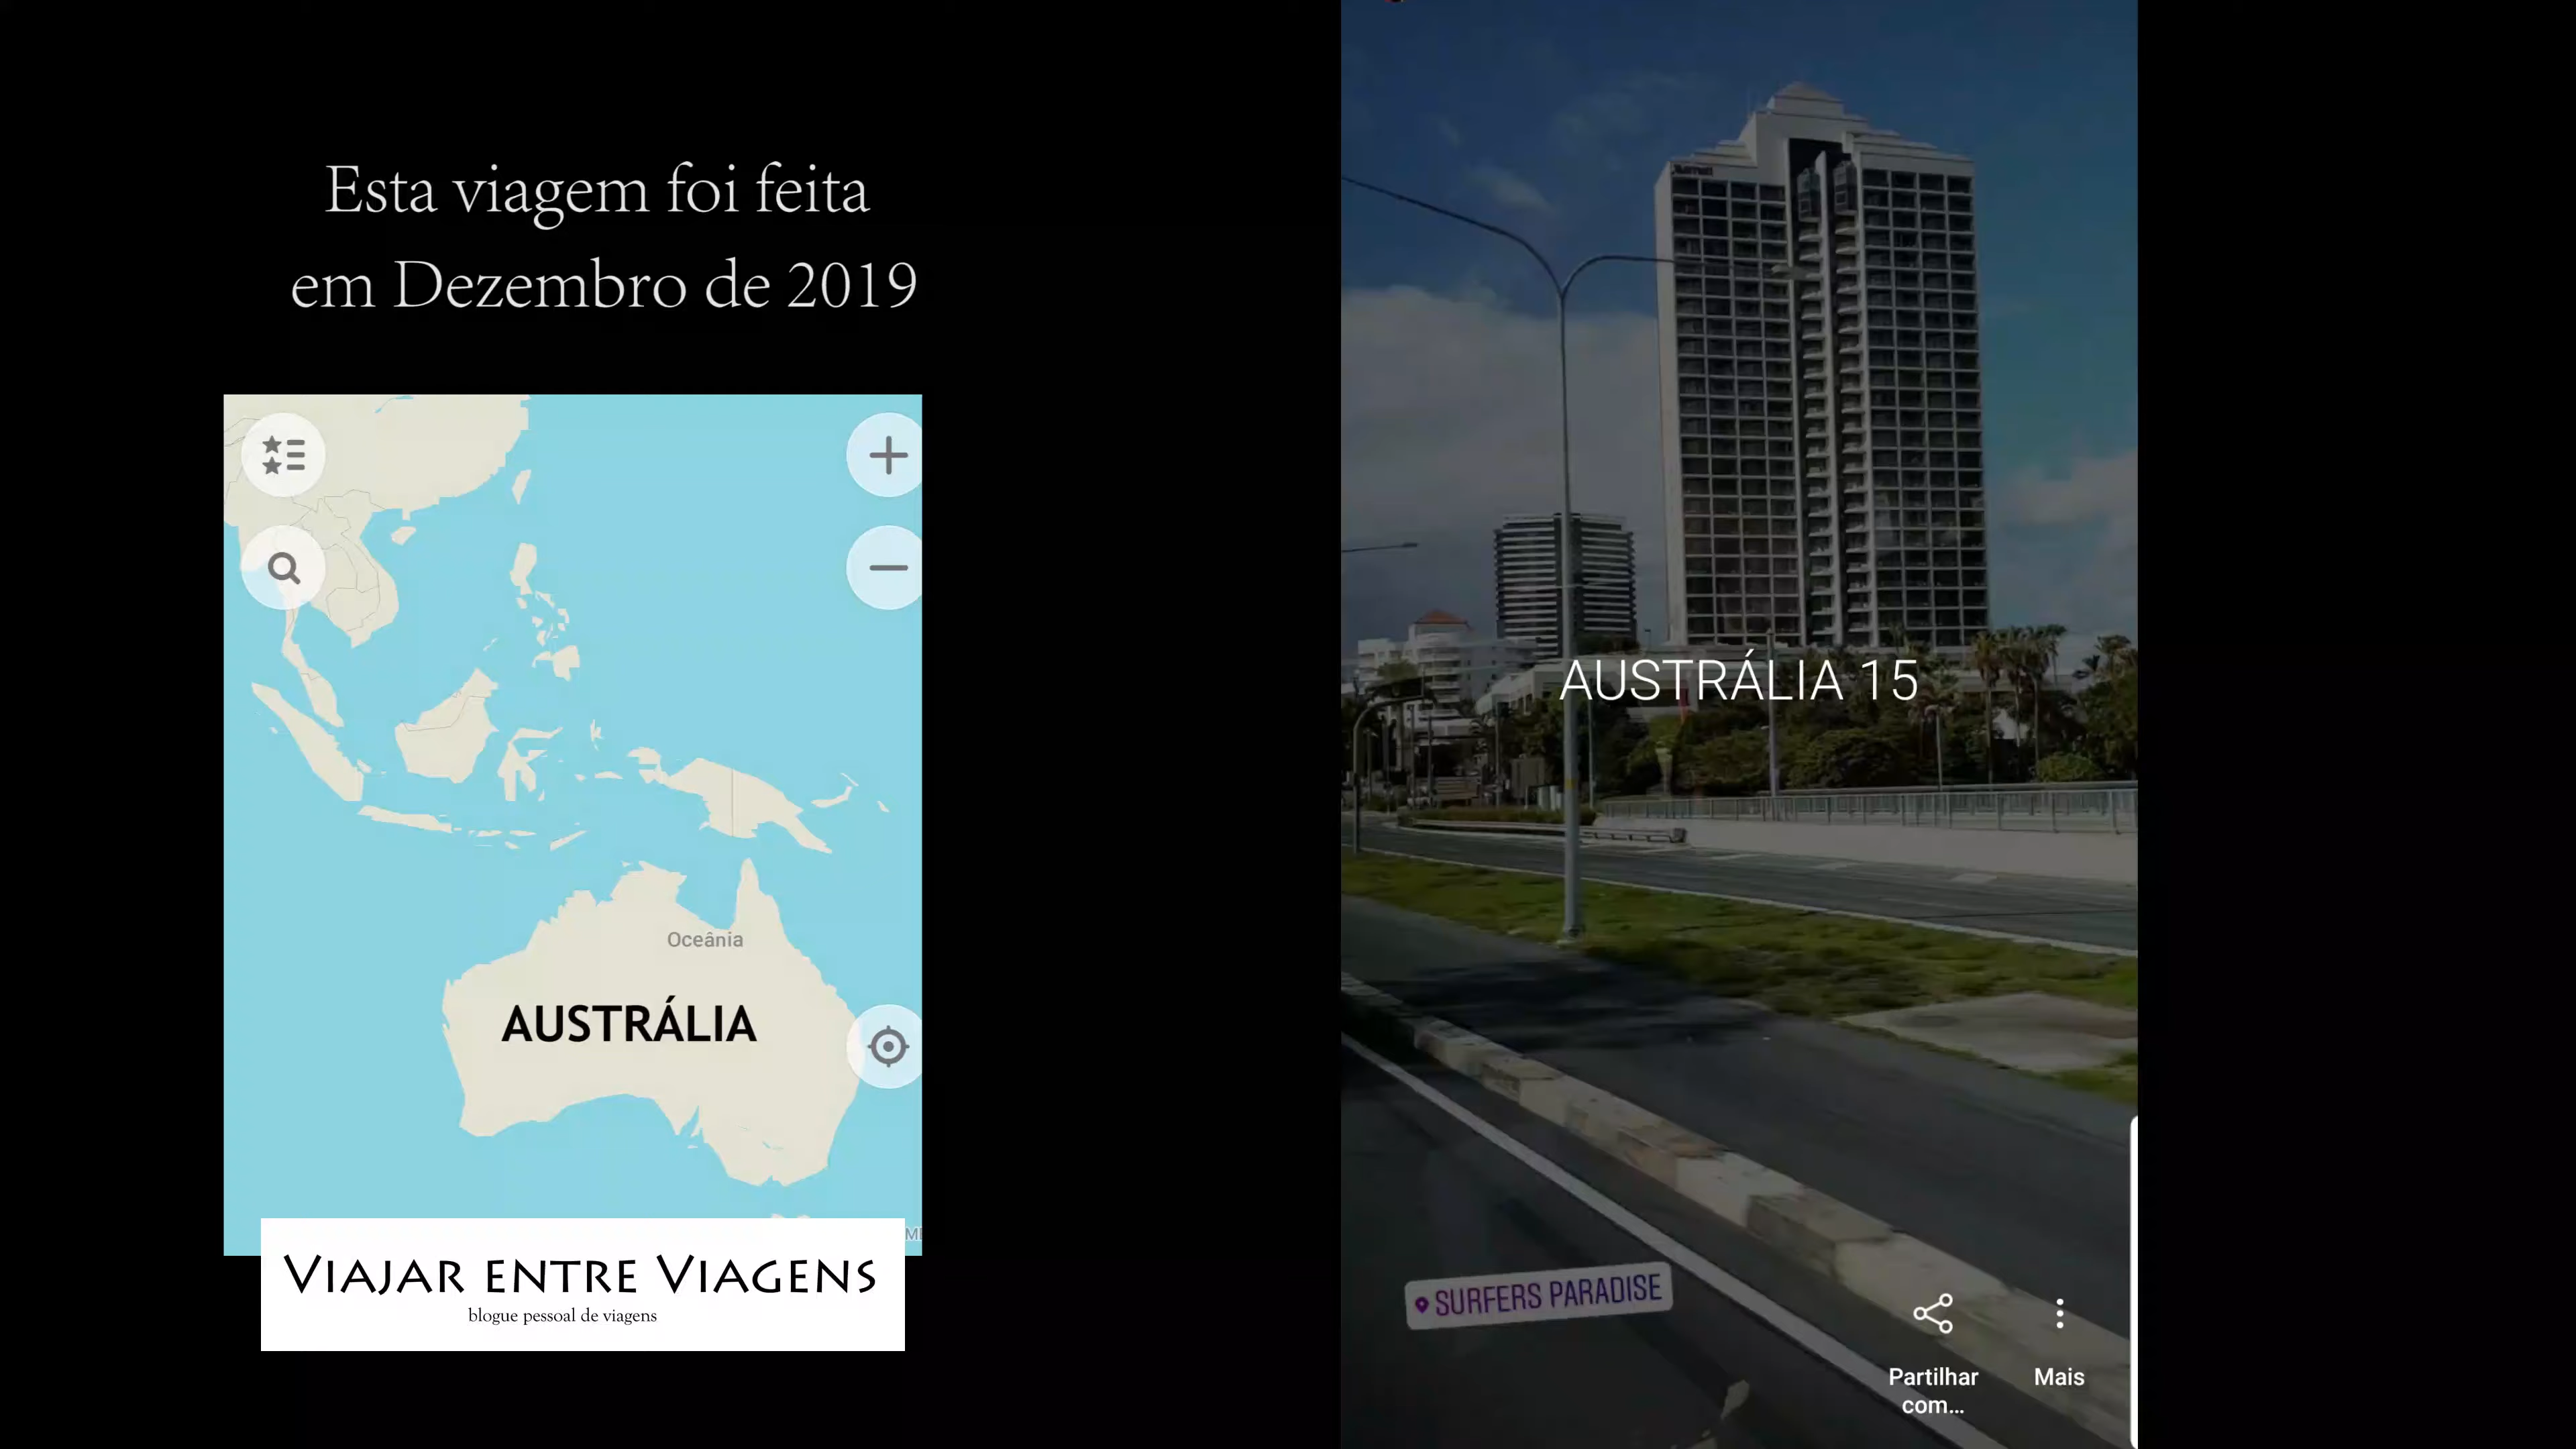 Esta viagem foi feita
em Dezembro de 2019
Oceânia
AUSTRÁLIA
VIAJAR ENTRE VIAGENS
blogue pessoal de viagens
AUSTRÁLIA 15
SURFERS PARADISE
Partilhar
com...
Mais